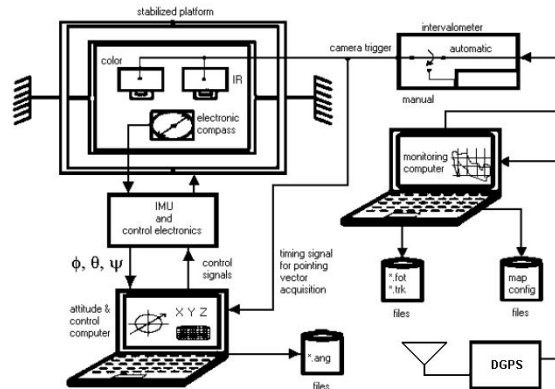 stabilized platform
intervalometer
color
camera trigger
automatic
IR
manual
electronic
compass
monitoring
computer
IMU
and
control electronics
ϕ, θ, ψ
control
signals
timing signal
for pointing
vector
acquisition
*.fot
*.trk
map
config
files
files
attitude &
control
computer
X Y Z
*.ang
files
DGPS